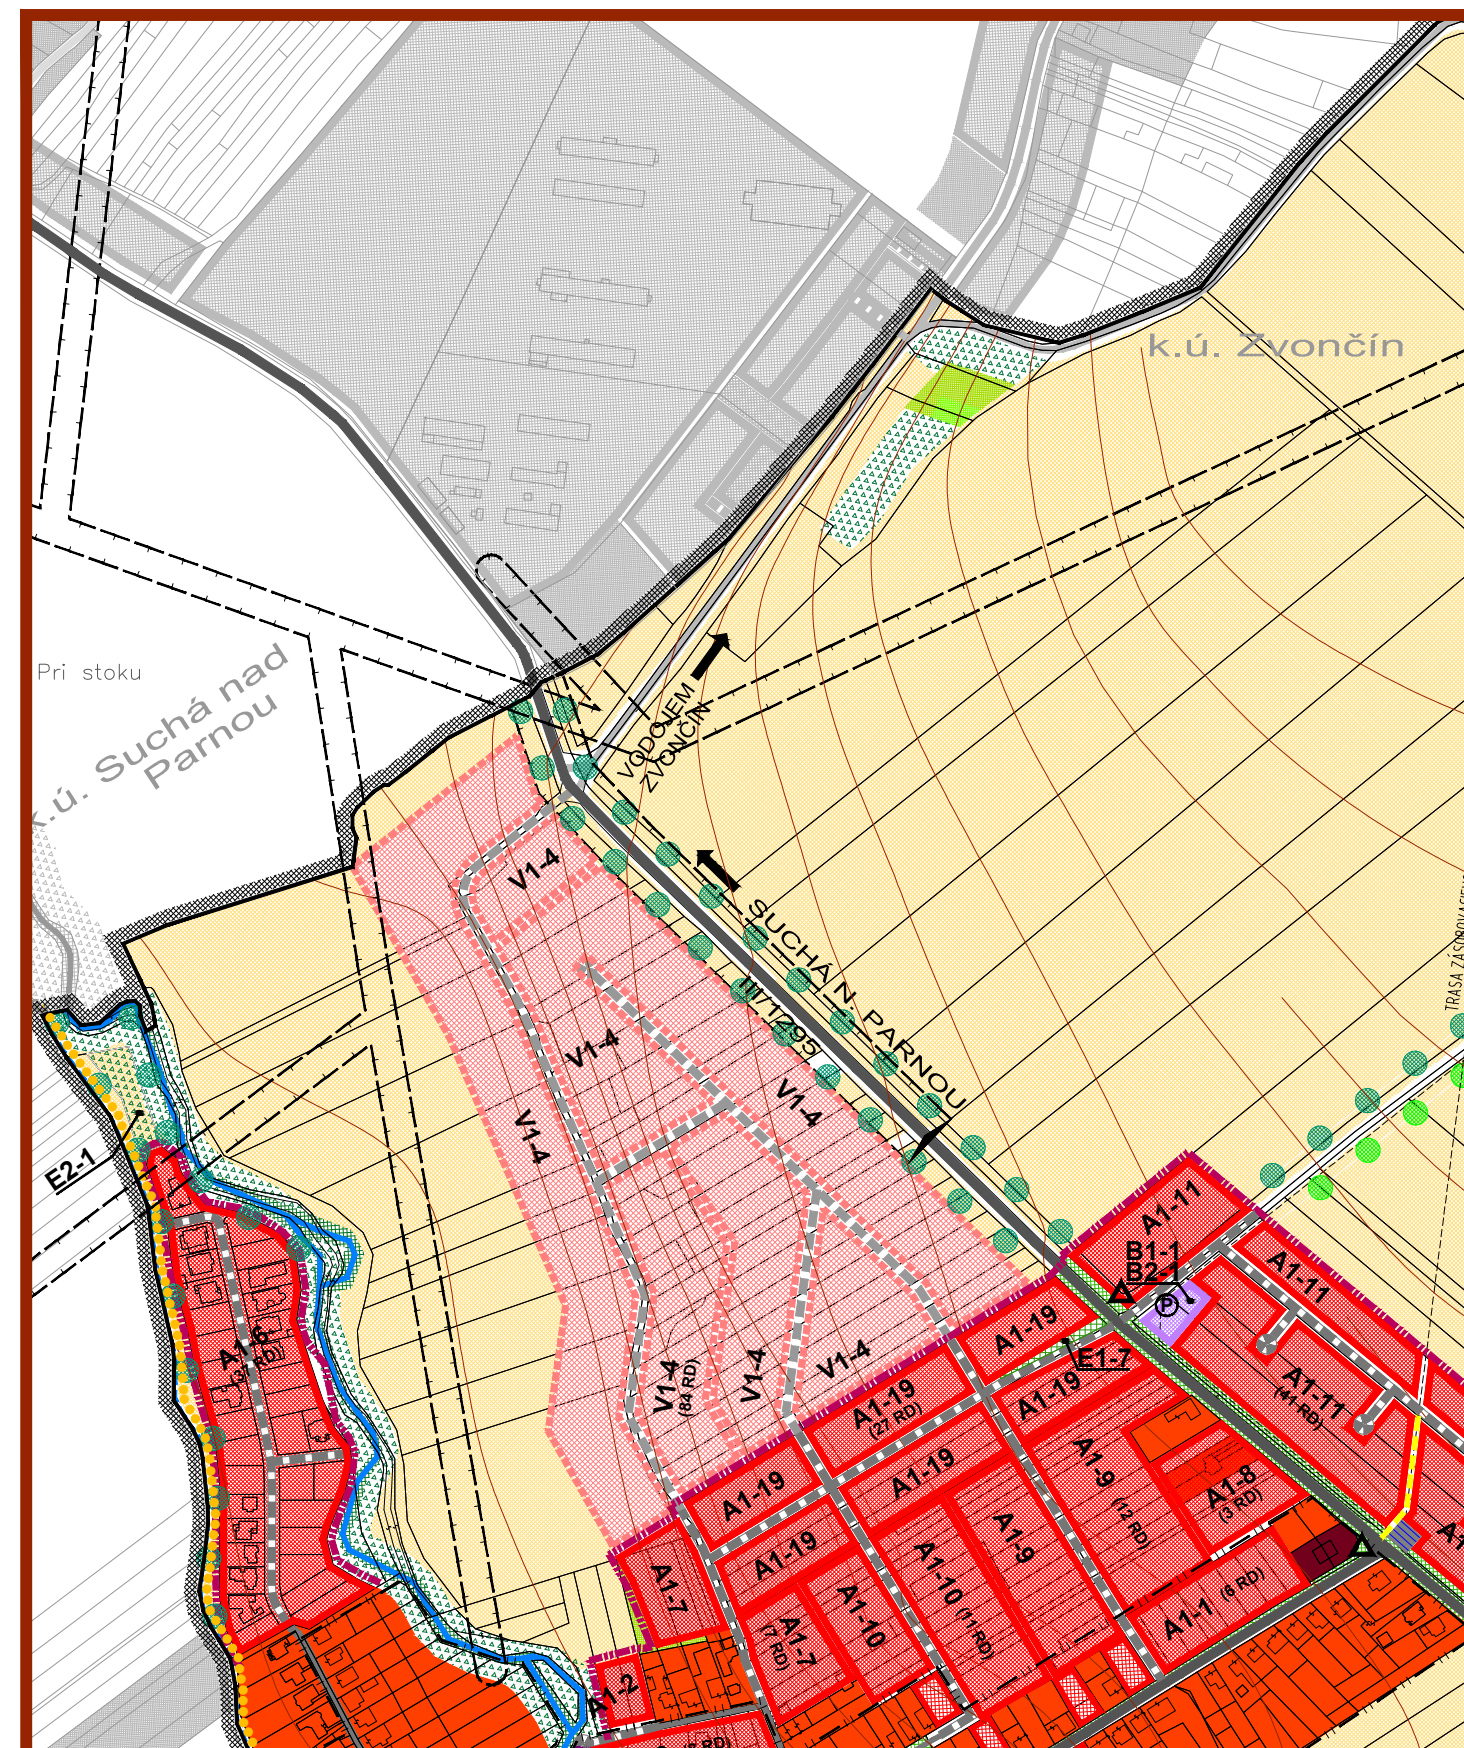 k.ú. Zvončín
Pri stoku
k.ú. Suchá nad
Parnou
VODOJEM
ZVONČÍN
V1-4
SUCHÁ N. PARNOU
III/1295
V1-4
V1-4
V1-4
TRASA
E2-1
A1-11
B1-1
B2-1
P
A1-11
A1-19
E1-7
V1-4
V1-4
V1-4
(84 RD)
A1-19
(27 RD)
A1-19
A1-11
(41 RD)
A1-19
A1-19
A1-9
(12 RD)
A1-8
(3 RD)
A1-19
A1-9
A1-7
A1-10
(11 RD)
A1-10
A1-7
(7 RD)
A1-1 (6 RD)
A1-2